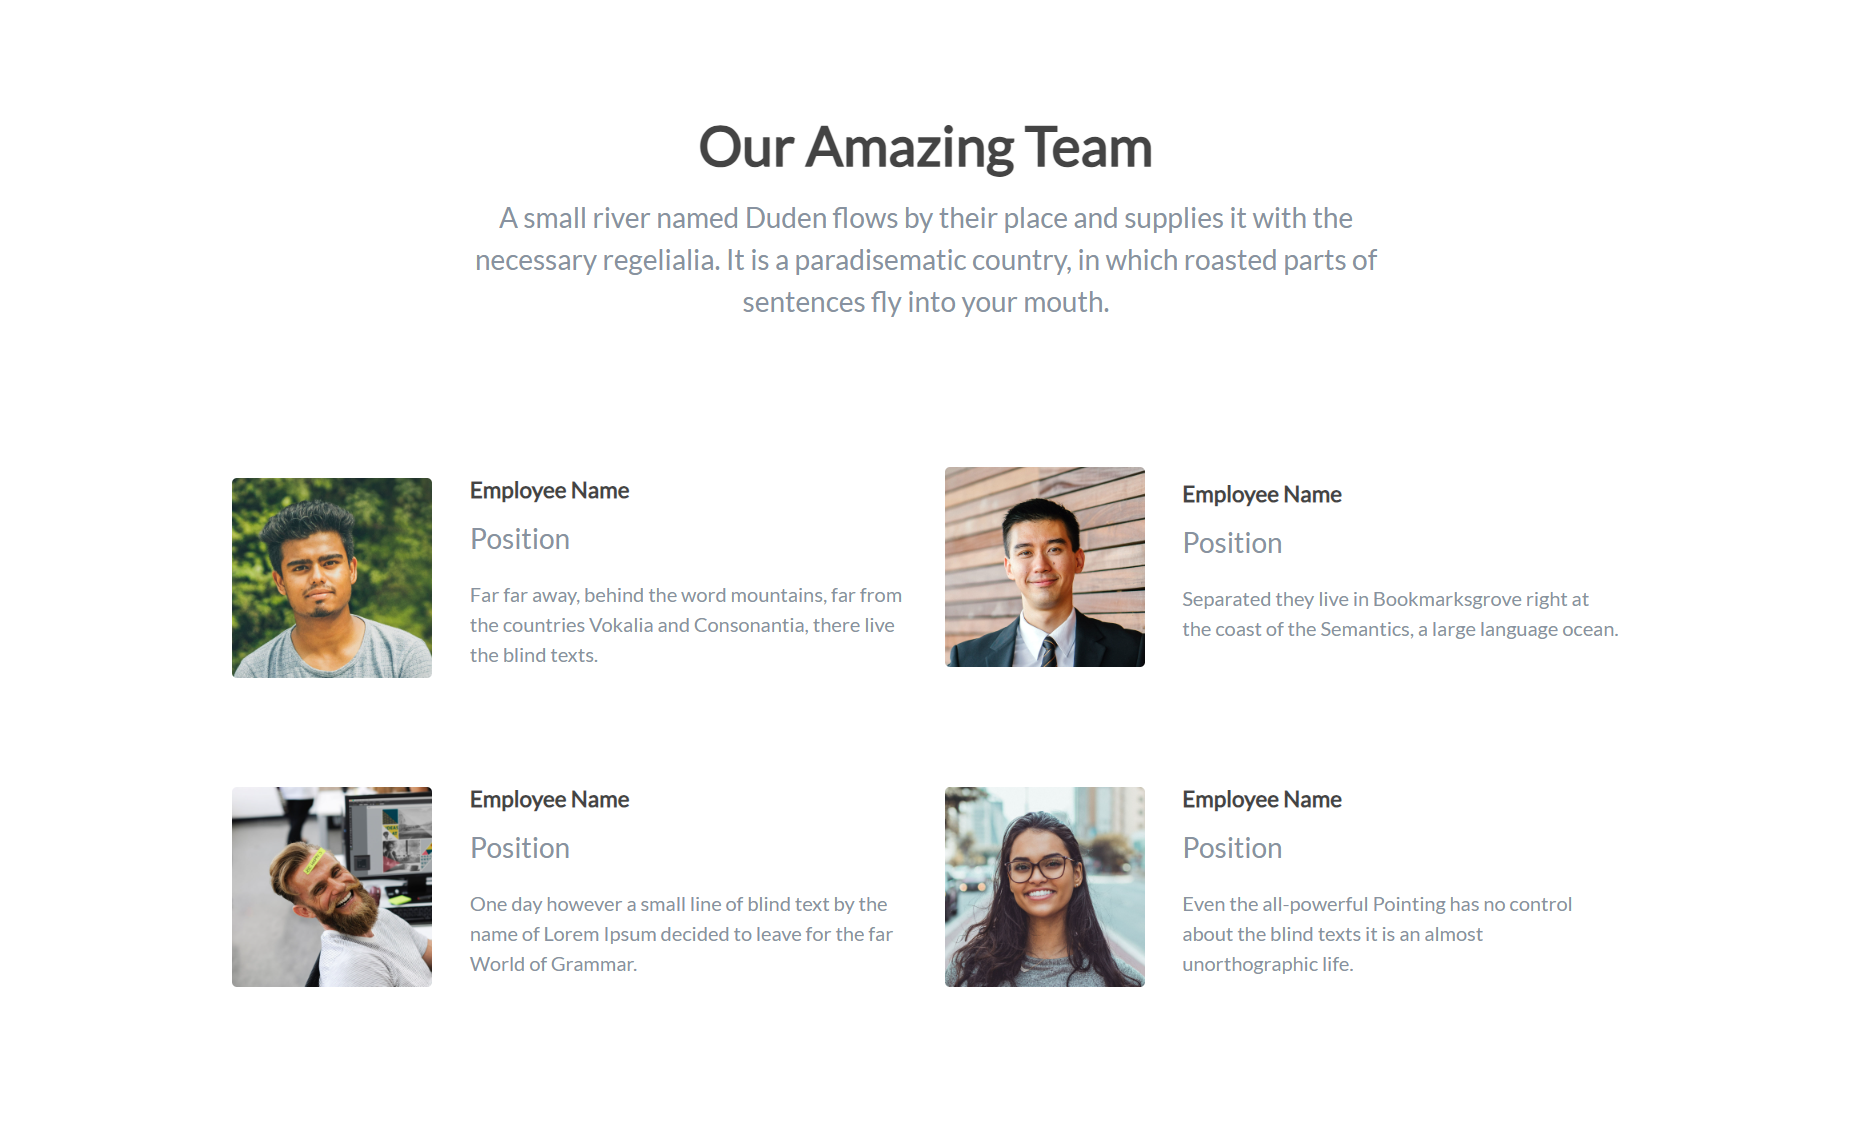 Our Amazing Team
A small river named Duden flows by their place and supplies it with the
necessary regelialia. It is a paradisematic country, in which roasted parts of
sentences fly into your mouth.
Employee Name
Position
Far far away, behind the word mountains, far from
the countries Vokalia and Consonantia, there live
the blind texts.
Employee Name
Position
Separated they live in Bookmarksgrove right at
the coast of the Semantics, a large language ocean.
Employee Name
Position
One day however a small line of blind text by the
name of Lorem Ipsum decided to leave for the far
World of Grammar.
Employee Name
Position
Even the all-powerful Pointing has no control
about the blind texts it is an almost
unorthographic life.